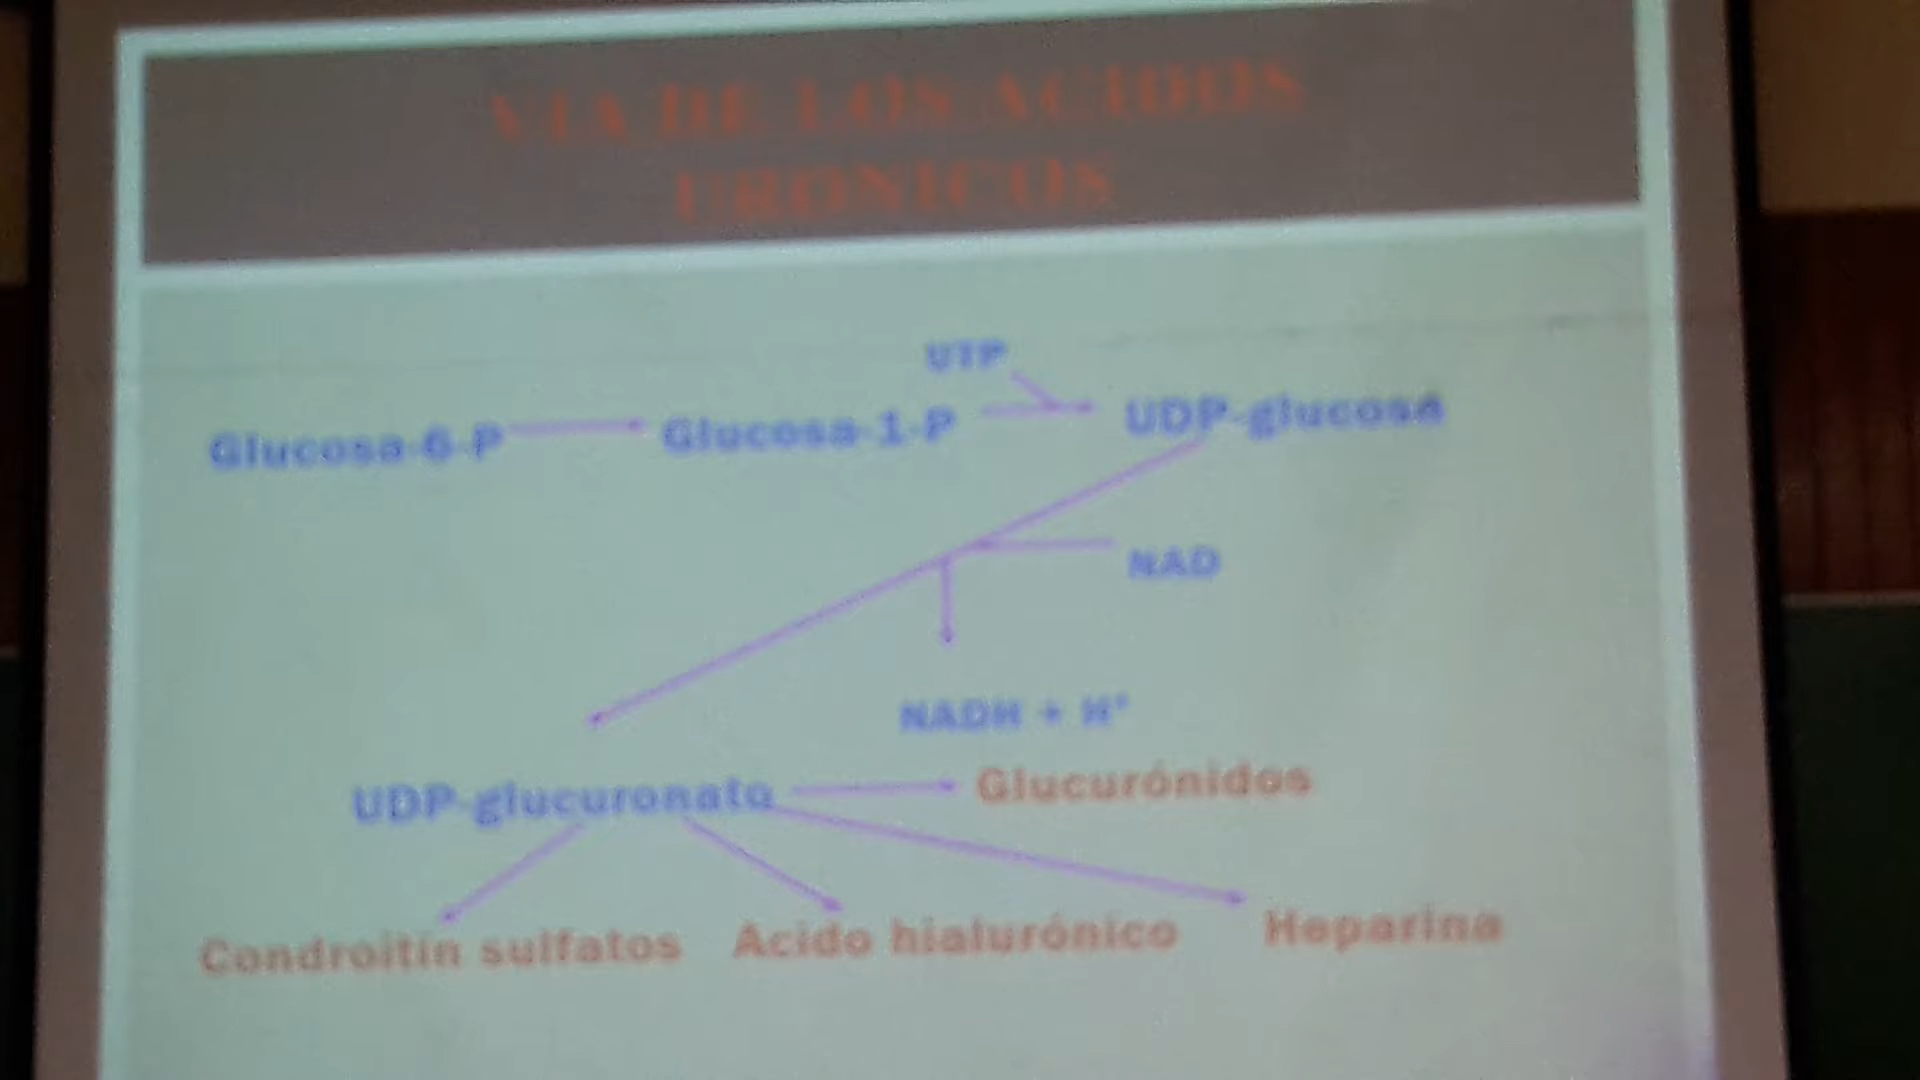 VIA DE LOS ACIDOS
URONICOS
UTP
Glucosa-6-P Glucosa-1-P UDP-glucosa
NAD
NADH + H⁺
UDP-glucuronato Glucurónidos
Condroitín sulfatos Acido hialurónico Heparina